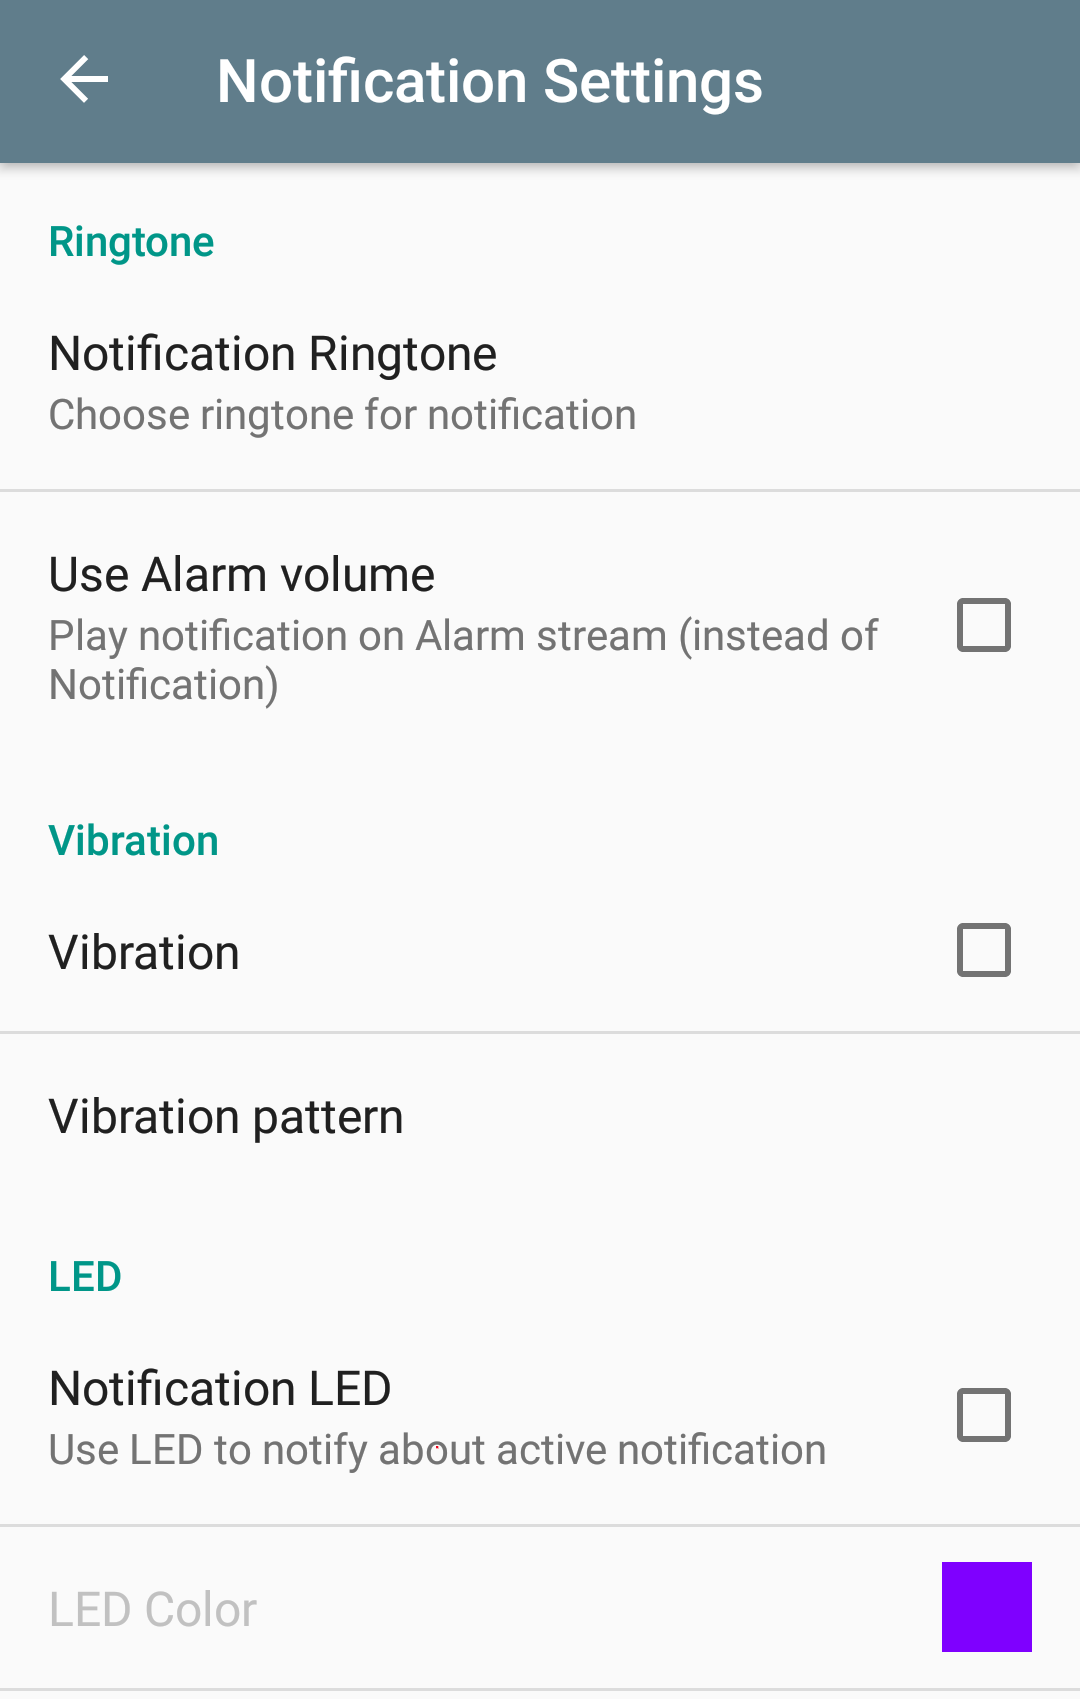 Notification Settings
Ringtone
Notification Ringtone
Choose ringtone for notification
Use Alarm volume
Play notification on Alarm stream (instead of
Notification)
Vibration
Vibration
Vibration pattern
LED
Notification LED
Use LED to notify about active notification
LED Color